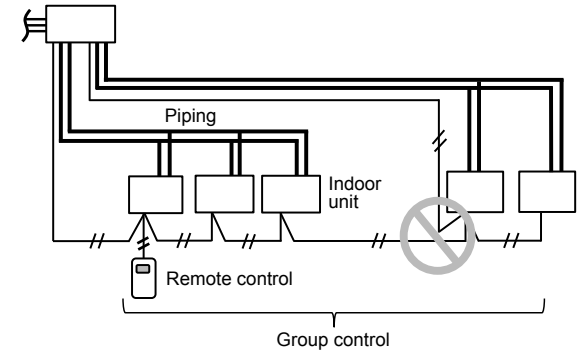 Piping
Indoor
unit
Remote control
Group control